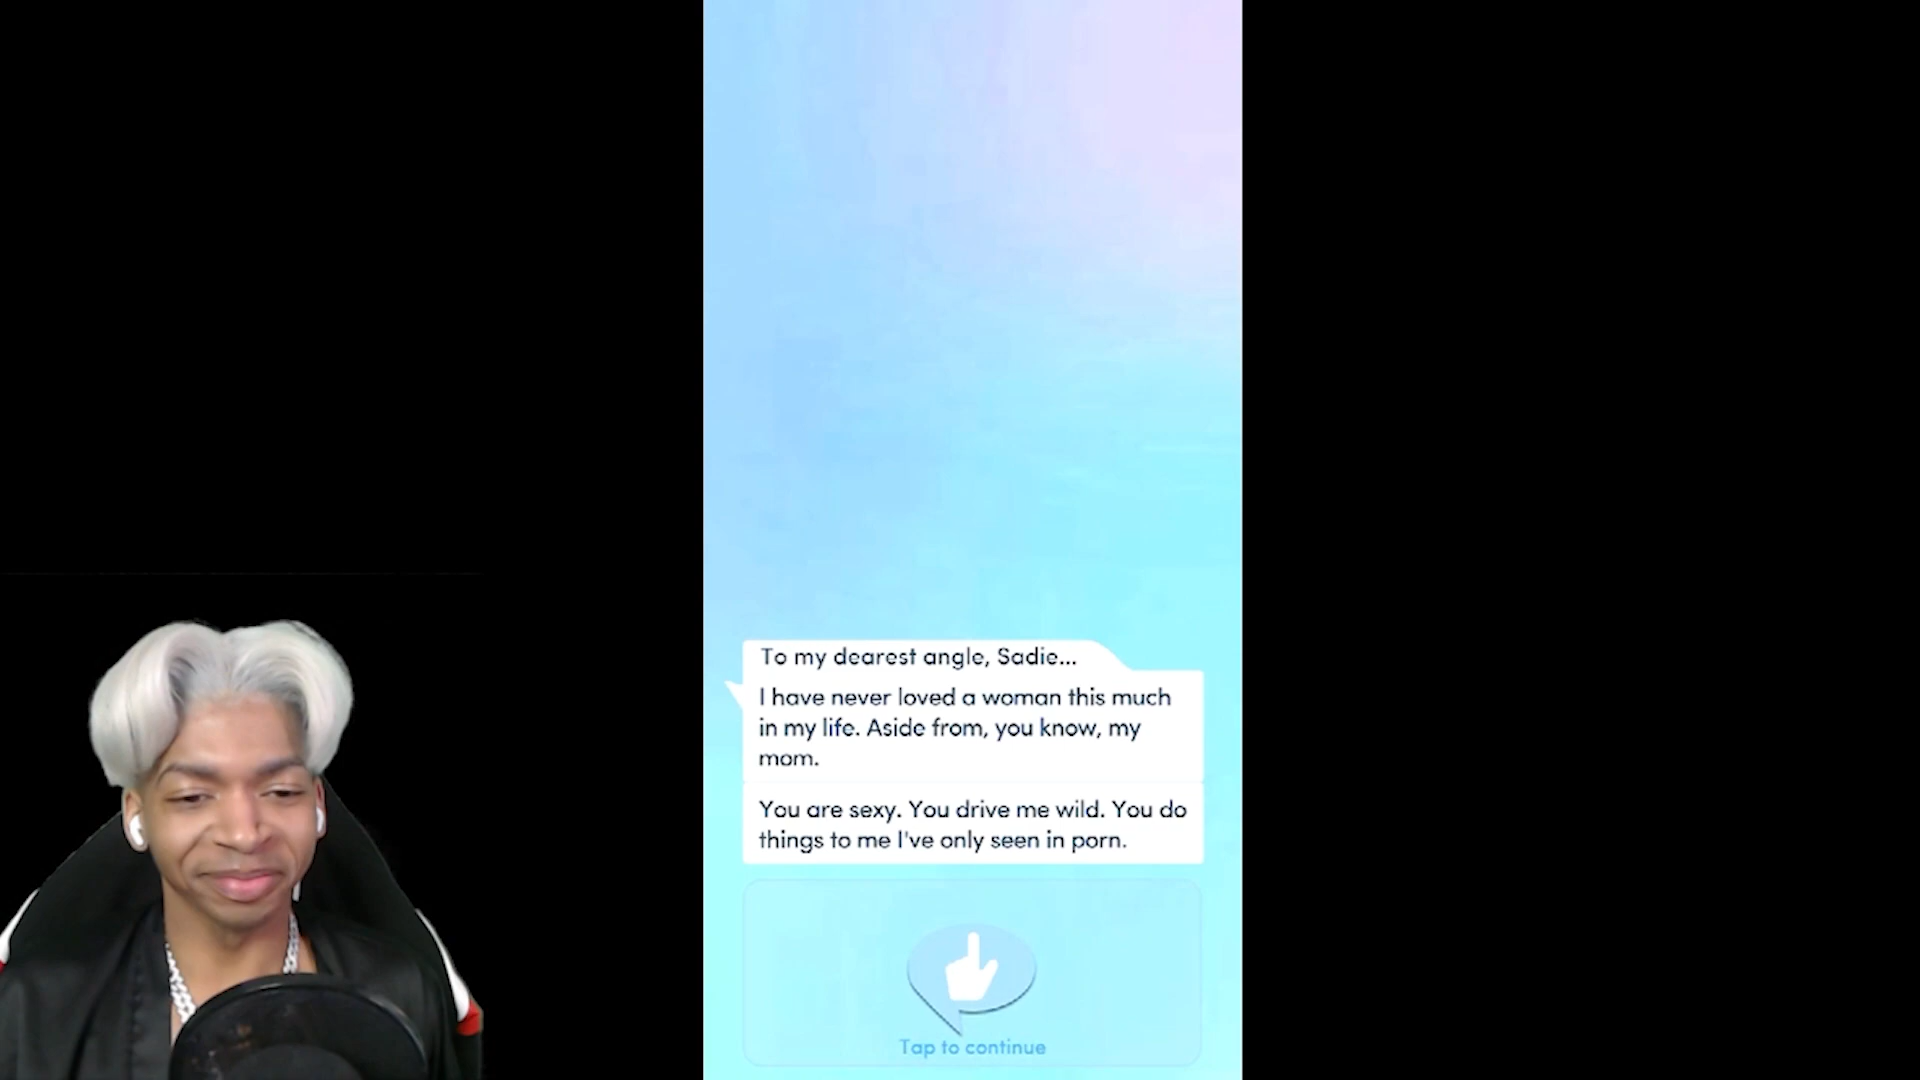 To my dearest angle, Sadie...
I have never loved a woman this much
in my life. Aside from, you know, my
mom.
You are sexy. You drive me wild. You do
things to me I've only seen in porn.
Tap to continue